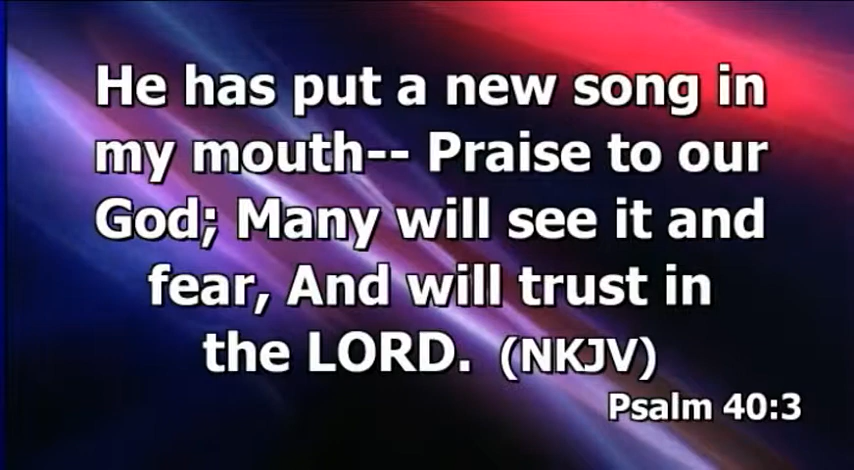 He has put a new song in
my mouth-- Praise to our
God; Many will see it and
fear, And will trust in
the LORD. (NKJV)
Psalm 40:3